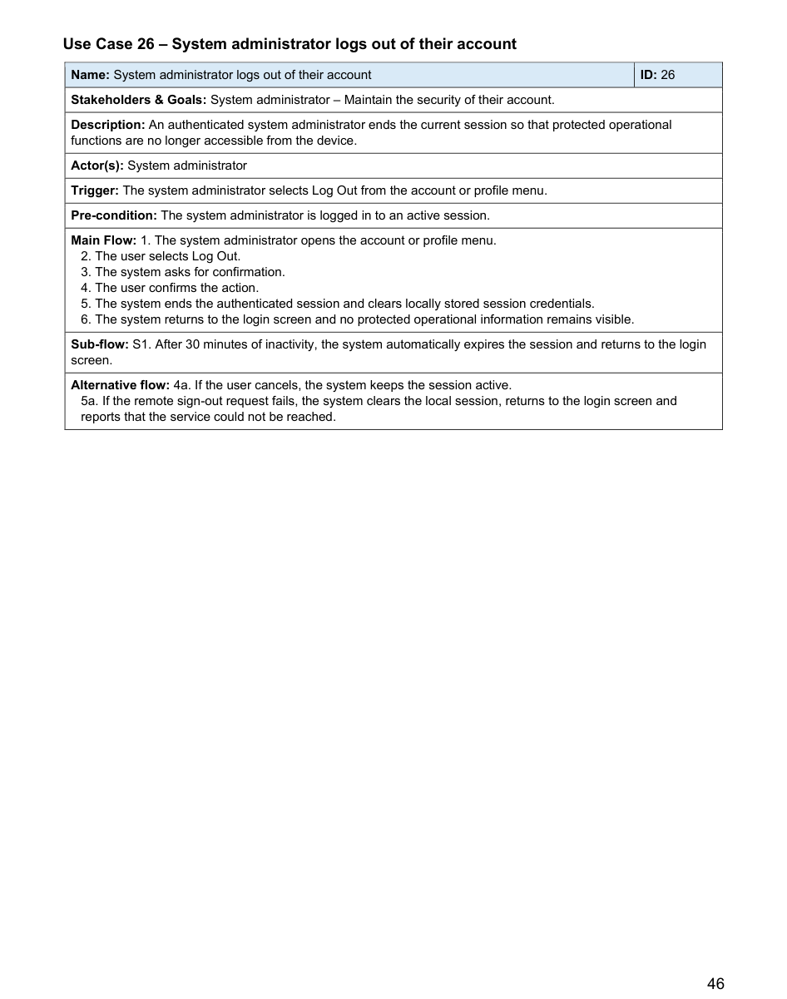 Use Case 26 – System administrator logs out of their account
Name: System administrator logs out of their account
ID: 26
Stakeholders & Goals: System administrator – Maintain the security of their account.
Description: An authenticated system administrator ends the current session so that protected operational
functions are no longer accessible from the device.
Actor(s): System administrator
Trigger: The system administrator selects Log Out from the account or profile menu.
Pre-condition: The system administrator is logged in to an active session.
Main Flow: 1. The system administrator opens the account or profile menu.
2. The user selects Log Out.
3. The system asks for confirmation.
4. The user confirms the action.
5. The system ends the authenticated session and clears locally stored session credentials.
6. The system returns to the login screen and no protected operational information remains visible.
Sub-flow: S1. After 30 minutes of inactivity, the system automatically expires the session and returns to the login
screen.
Alternative flow: 4a. If the user cancels, the system keeps the session active.
5a. If the remote sign-out request fails, the system clears the local session, returns to the login screen and
reports that the service could not be reached.
46